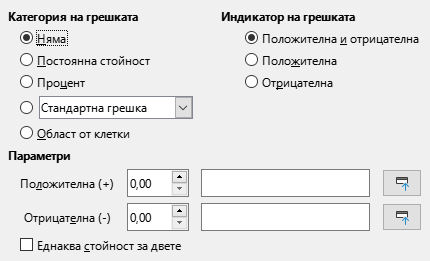 Категория на грешката
Няма
Постоянна стойност
Процент
Стандартна грешка
Област от клетки
Индикатор на грешката
Положителна и отрицателна
Положителна
Отрицателна
Параметри
Положителна (+) 0,00
Отрицателна (-) 0,00
Еднаква стойност за двете